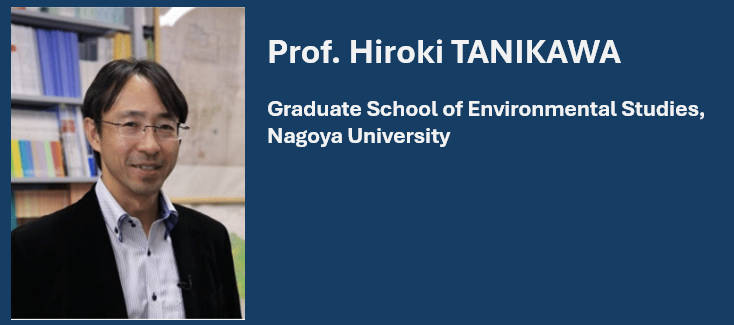 Prof. Hiroki TANIKAWA
Graduate School of Environmental Studies,
Nagoya University